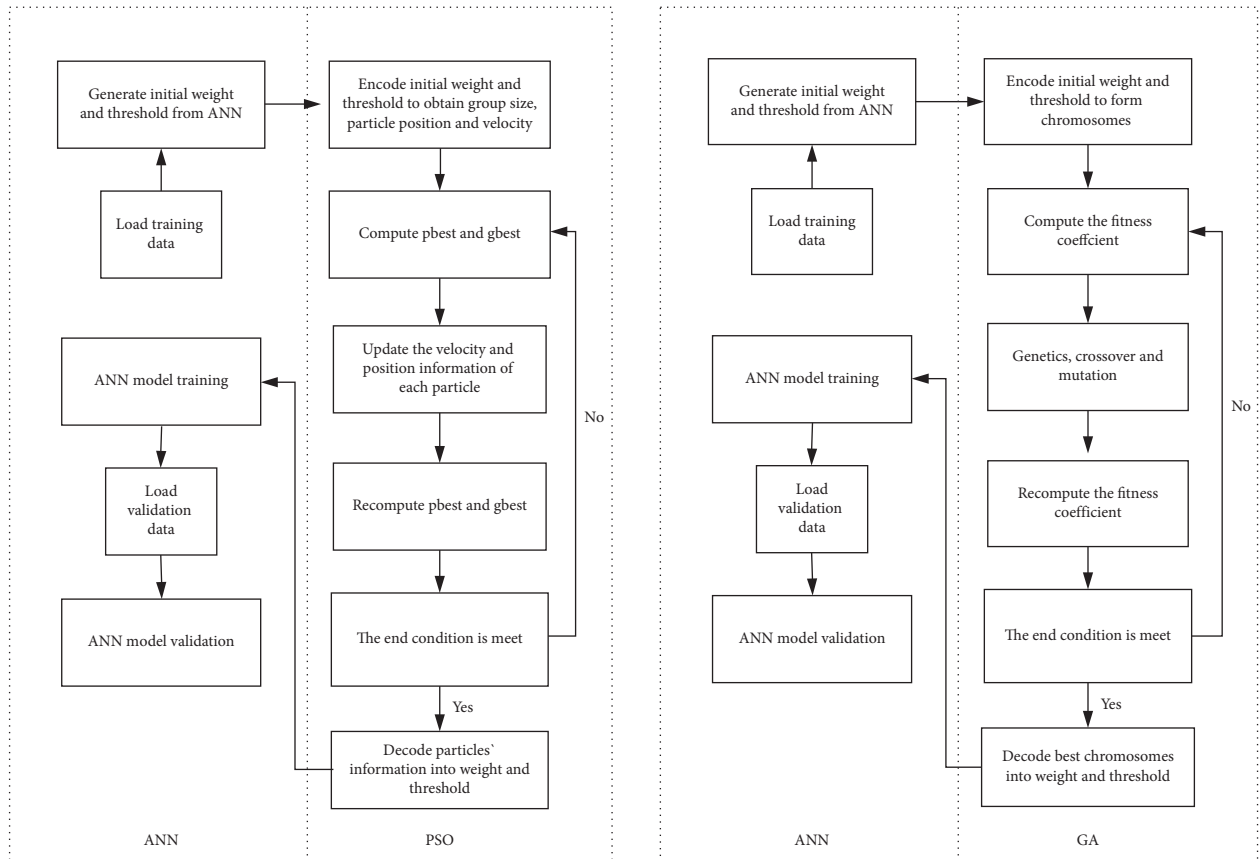 Generate initial weight
and threshold from ANN
Load training
data
ANN model training
Load
validation
data
ANN model validation
ANN
Encode initial weight and
threshold to obtain group size,
particle position and velocity
Compute pbest and gbest
Update the velocity and
position information of
each particle
Recompute pbest and gbest
The end condition is meet
No
Yes
Decode particles`
information into weight and
threshold
PSO
Generate initial weight
and threshold from ANN
Load training
data
ANN model training
Load
validation
data
ANN model validation
ANN
Encode initial weight and
threshold to form
chromosomes
Compute the fitness
coeffcient
Genetics, crossover and
mutation
Recompute the fitness
coefficient
The end condition is meet
No
Yes
Decode best chromosomes
into weight and threshold
GA